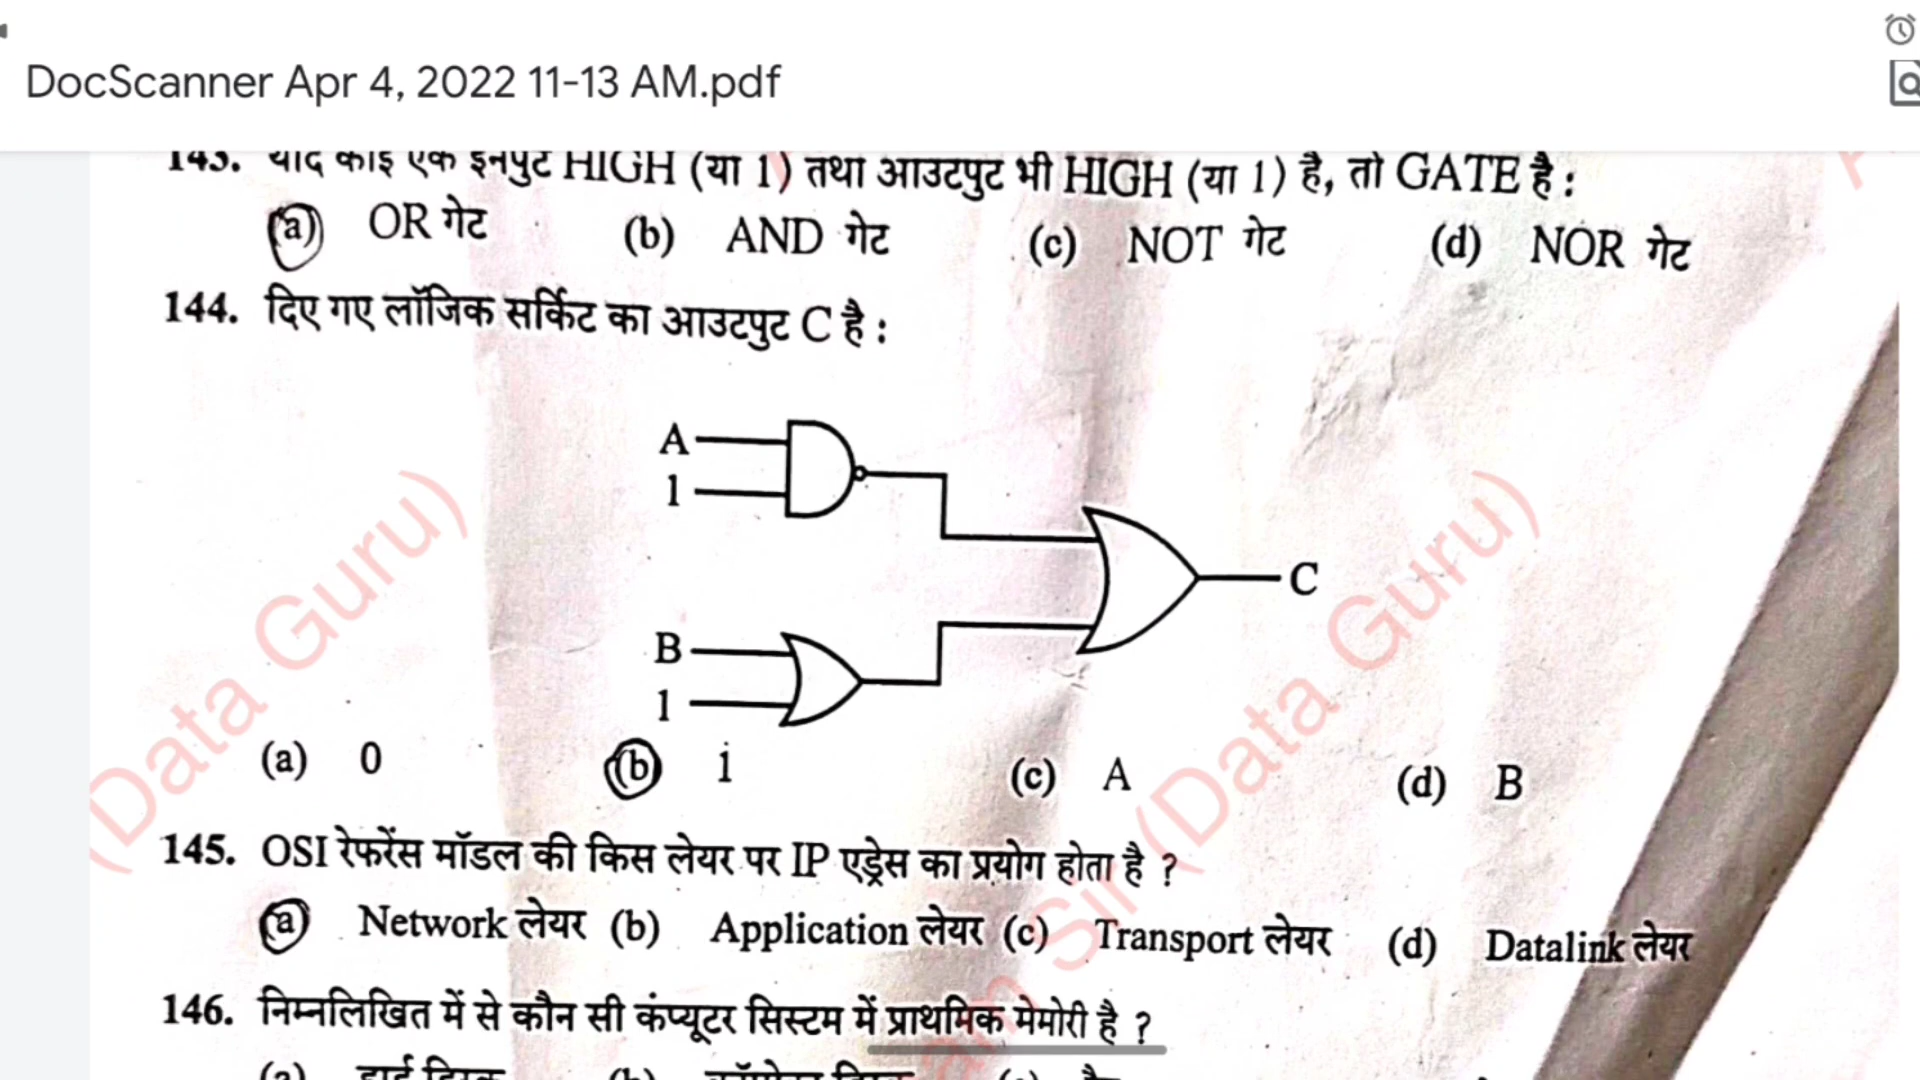 DocScanner Apr 4, 2022 11-13 AM.pdf
143. यदि कोई एक इनपुट HIGH (या 1) तथा आउटपुट भी HIGH (या 1) है, तो GATE है :
(a) OR गेट (b) AND गेट (c) NOT गेट (d) NOR गेट
144. दिए गए लॉजिक सर्किट का आउटपुट C है :
A
1
C
B
1
(a) 0 (b) 1 (c) A (d) B
145. OSI रेफरेंस मॉडल की किस लेयर पर IP एड्रेस का प्रयोग होता है ?
(a) Network लेयर (b) Application लेयर (c) Transport लेयर (d) Datalink लेयर
146. निम्नलिखित में से कौन सी कंप्यूटर सिस्टम में प्राथमिक मेमोरी है ?
(Data Guru)
Sir (Data Guru)